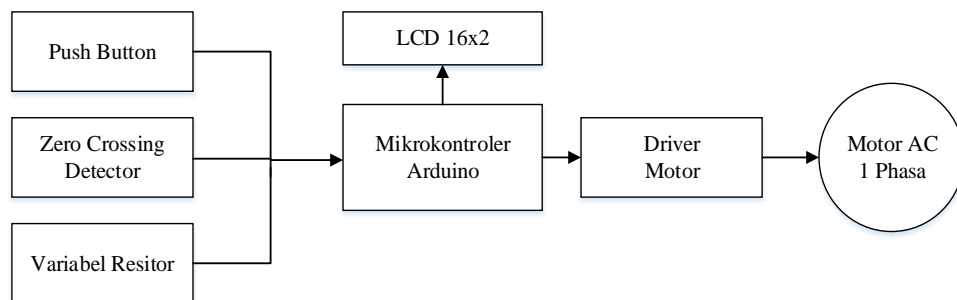 Push Button
Zero Crossing
Detector
Variabel Resitor
LCD 16x2
Mikrokontroler
Arduino
Driver
Motor
Motor AC
1 Phasa